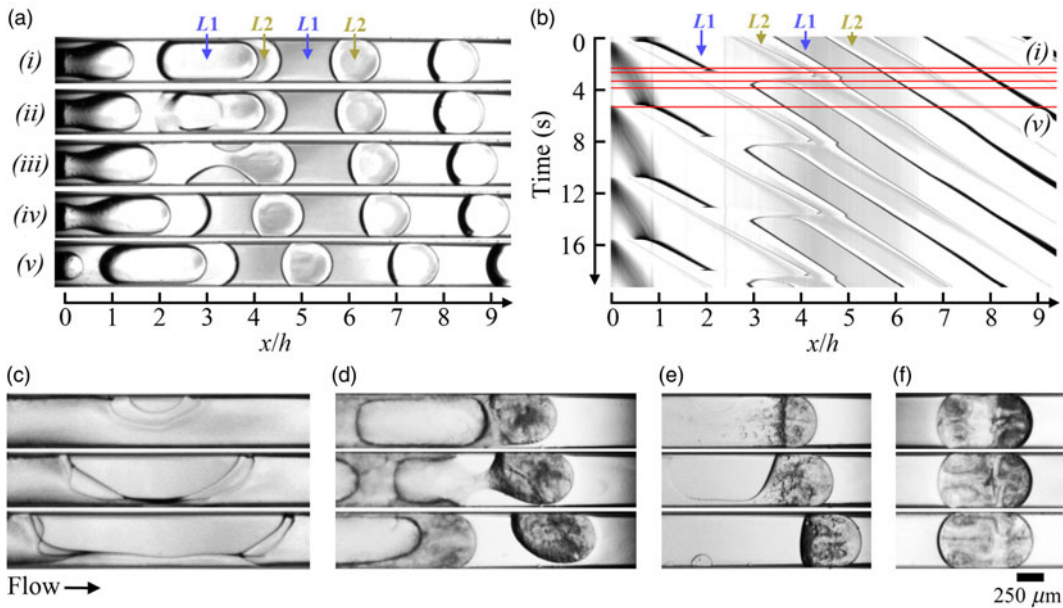 (a)
L1 L2 L1 L2
(i)
(ii)
(iii)
(iv)
(v)
0 1 2 3 4 5 6 7 8 9
x/h
(b)
L1 L2 L1 L2
0
4
8
12
16
Time (s)
(i)
(v)
0 1 2 3 4 5 6 7 8 9
x/h
(c) (d) (e) (f)
Flow
250 μm